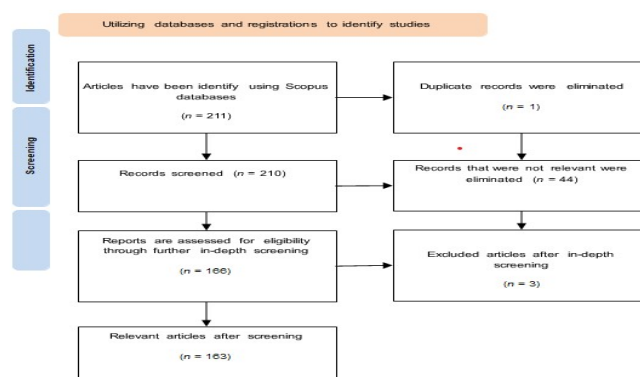 Utilizing databases and registrations to identify studies
Identification
Articles have been identify using Scopus
databases
(n = 211)
Duplicate records were eliminated
(n = 1)
Screening
Records screened (n = 210)
Records that were not relevant were
eliminated (n = 44)
Reports are assessed for eligibility
through further in-depth screening
(n = 166)
Excluded articles after in-depth
screening
(n = 3)
Relevant articles after screening
(n = 163)